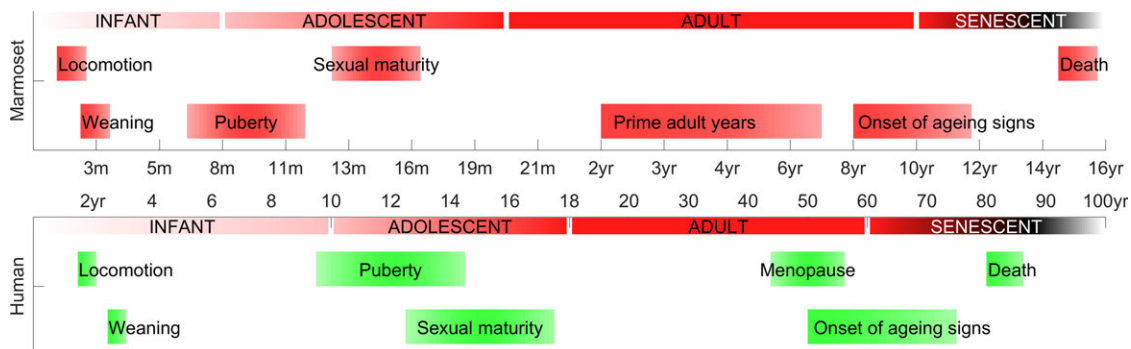 INFANT ADOLESCENT ADULT SENESCENT
Marmoset
Locomotion Sexual maturity Death
Weaning Puberty Prime adult years Onset of ageing signs
3m 5m 8m 11m 13m 16m 19m 21m 2yr 3yr 4yr 6yr 8yr 10yr 12yr 14yr 16yr
2yr 4 6 8 10 12 14 16 18 20 30 40 50 60 70 80 90 100yr
INFANT ADOLESCENT ADULT SENESCENT
Human
Locomotion Puberty Menopause Death
Weaning Sexual maturity Onset of ageing signs